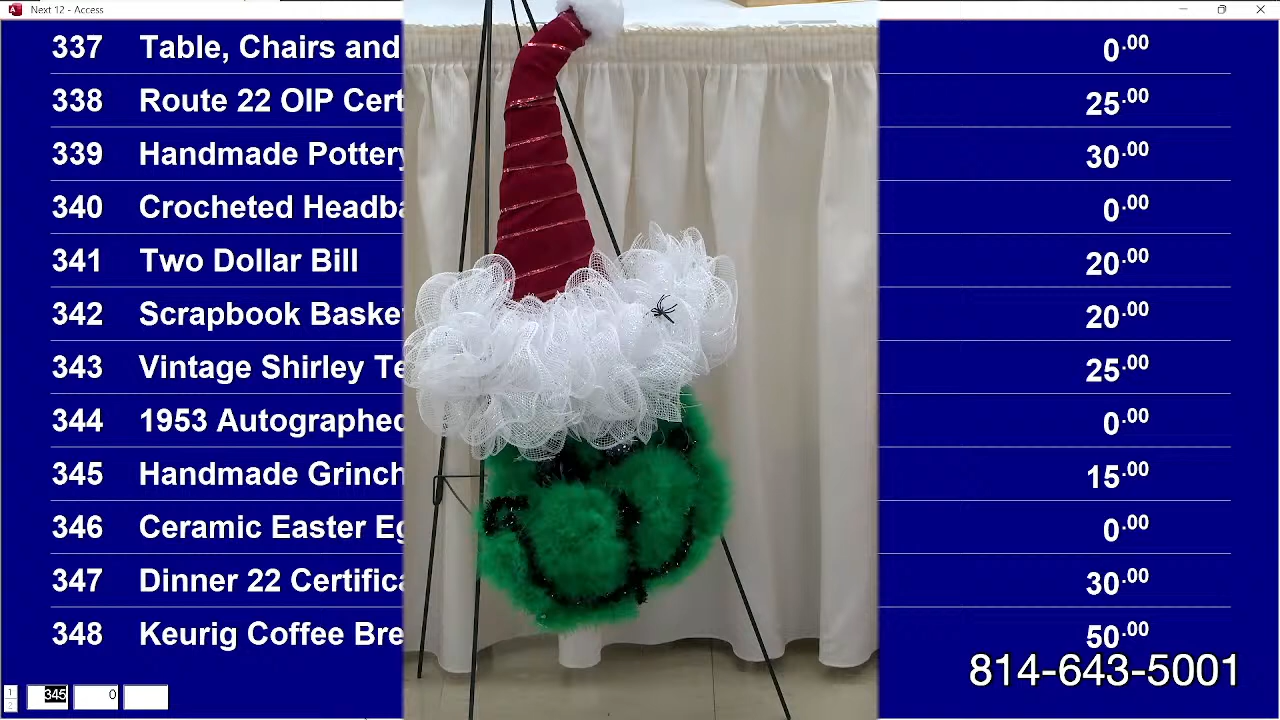 Next 12 - Access
337 Table, Chairs and 0.00
338 Route 22 OIP Cert 25.00
339 Handmade Pottery 30.00
340 Crocheted Headba 0.00
341 Two Dollar Bill 20.00
342 Scrapbook Baske 20.00
343 Vintage Shirley Te 25.00
344 1953 Autographed 0.00
345 Handmade Grinch 15.00
346 Ceramic Easter Eg 0.00
347 Dinner 22 Certifica 30.00
348 Keurig Coffee Bre 50.00
814-643-5001
1
2
345 0